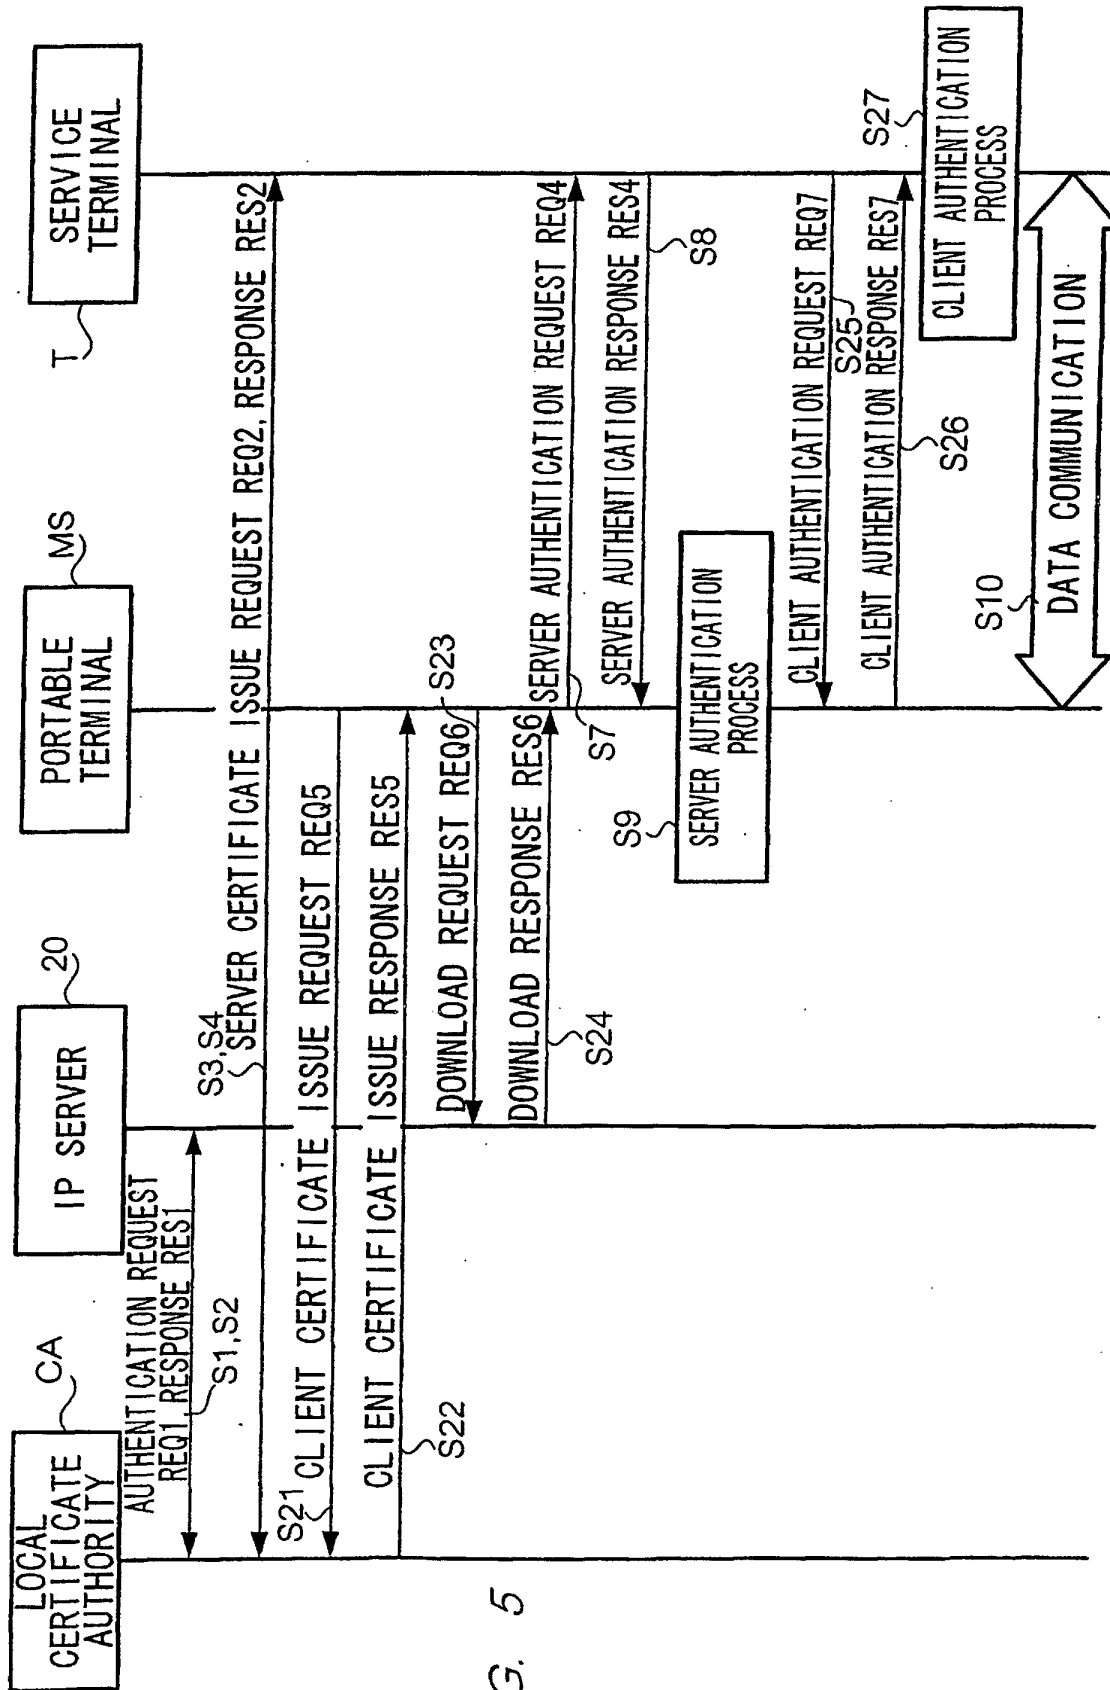 LOCAL
CERTIFICATE
AUTHORITY
CA
IP SERVER
20
PORTABLE
TERMINAL
MS
SERVICE
TERMINAL
T
AUTHENTICATION REQUEST
REQ1, RESPONSE RES1
S1,S2
S3,S4
SERVER CERTIFICATE ISSUE REQUEST REQ2, RESPONSE RES2
S21
CLIENT CERTIFICATE ISSUE REQUEST REQ5
CLIENT CERTIFICATE ISSUE RESPONSE RES5
S22
DOWNLOAD REQUEST REQ6
S23
DOWNLOAD RESPONSE RES6
S24
SERVER AUTHENTICATION REQUEST REQ4
S7
SERVER AUTHENTICATION RESPONSE RES4
S8
S9
SERVER AUTHENTICATION
PROCESS
CLIENT AUTHENTICATION REQUEST REQ7
S25
CLIENT AUTHENTICATION RESPONSE RES7
S26
S27
CLIENT AUTHENTICATION
PROCESS
S10
DATA COMMUNICATION
G. 5